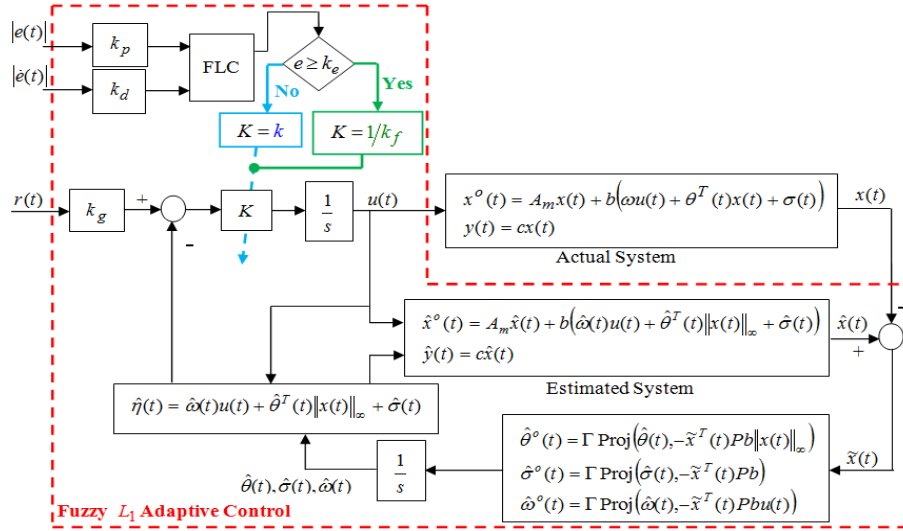 |e(t)|
k_p
|ė(t)|
k_d
FLC
e ≥ k_e
No
Yes
K = k
K = 1/k_f
r(t)
k_g
+
-
K
1/s
u(t)
x^o(t) = A_m x(t) + b(ωu(t) + θ^T(t)x(t) + σ(t))
y(t) = cx(t)
Actual System
x(t)
-
x̂^o(t) = A_m x̂(t) + b(ω̂(t)u(t) + θ̂^T(t)‖x(t)‖_∞ + σ̂(t))
ŷ(t) = cx̂(t)
Estimated System
x̂(t)
+
η̂(t) = ω̂(t)u(t) + θ̂^T(t)‖x(t)‖_∞ + σ̂(t)
θ̂(t), σ̂(t), ω̂(t)
1/s
θ̂^o(t) = Γ Proj(θ̂(t), -x̃^T(t)Pb‖x(t)‖_∞)
σ̂^o(t) = Γ Proj(σ̂(t), -x̃^T(t)Pb)
ω̂^o(t) = Γ Proj(ω̂(t), -x̃^T(t)Pbu(t))
x̃(t)
Fuzzy L_1 Adaptive Control